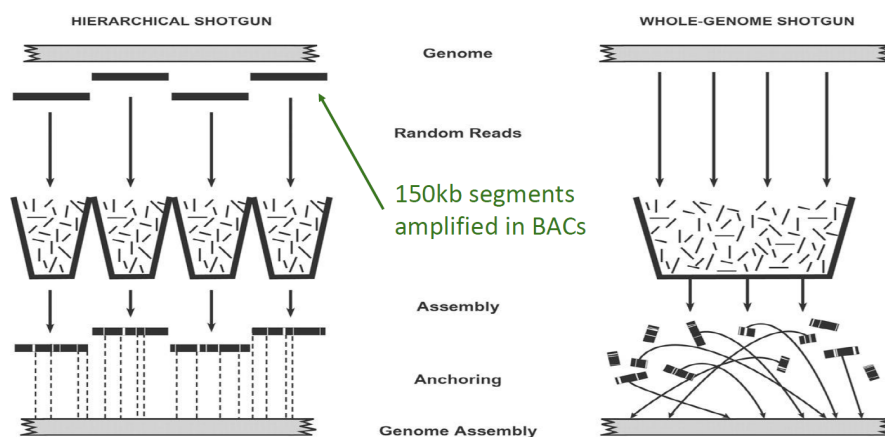 HIERARCHICAL SHOTGUN
WHOLE-GENOME SHOTGUN
Genome
Random Reads
150kb segments
amplified in BACs
Assembly
Anchoring
Genome Assembly